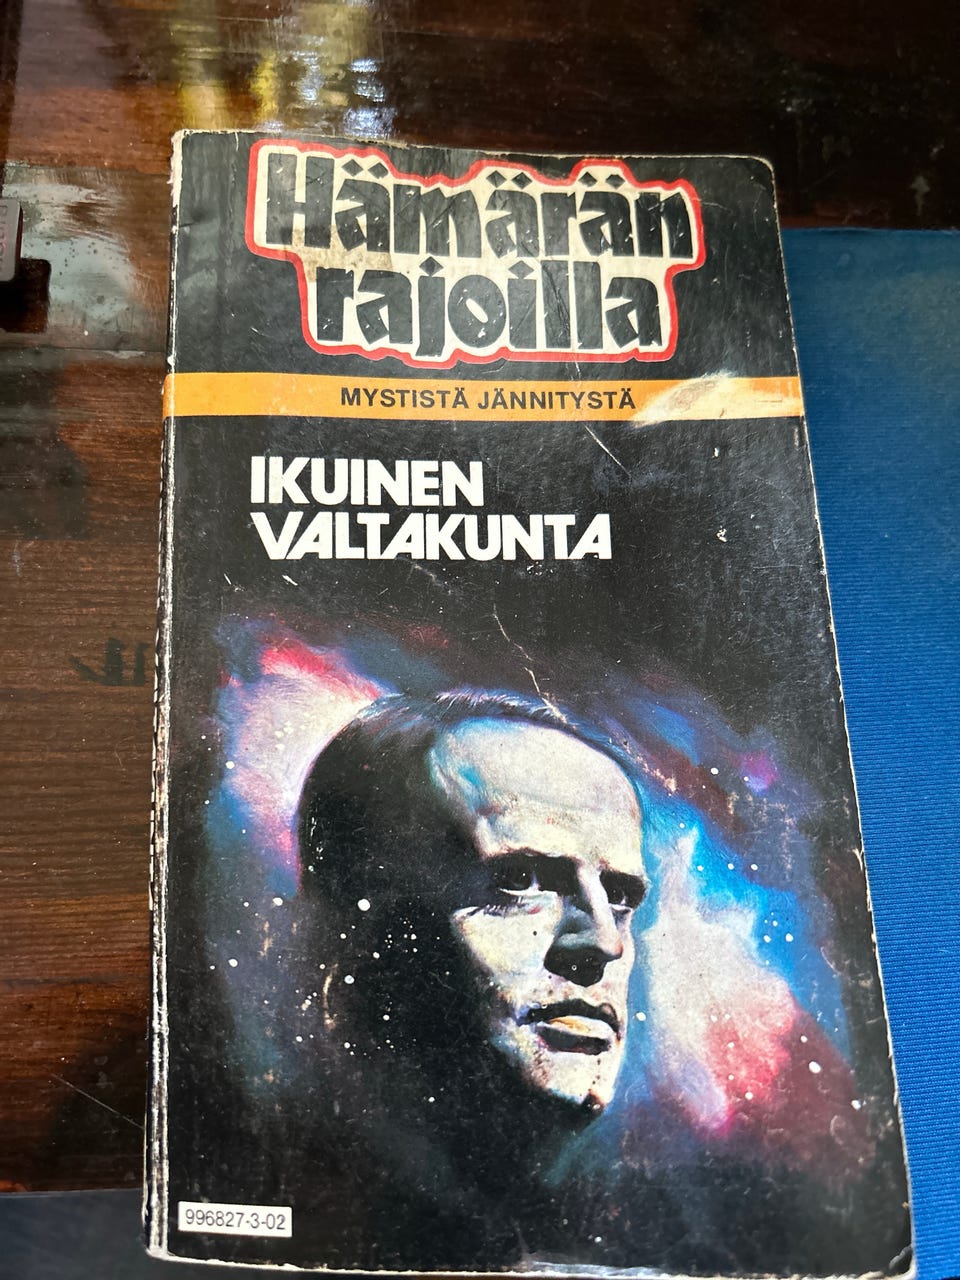 Hämärän
rajoilla
MYSTISTÄ JÄNNITYSTÄ
IKUINEN
VALTAKUNTA
996827-3-02